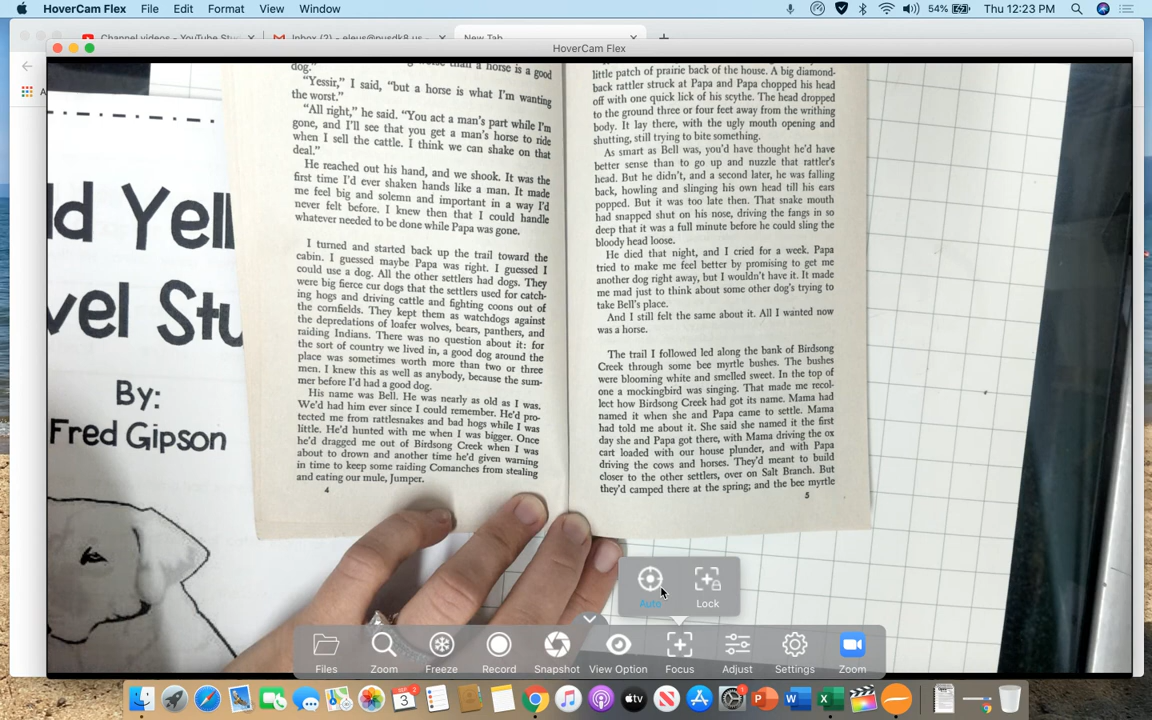 HoverCam Flex File Edit Format View Window
54% Thu 12:23 PM
Channel videos - YouTube Stu
New Tab
HoverCam Flex
ld Yell
vel Stu
By:
Fred Gipson
than a horse is a good
dog."
"Yessir," I said, "but a horse is what I'm wanting
the worst."
"All right," he said. "You act a man's part while I'm
gone, and I'll see that you get a man's horse to ride
when I sell the cattle. I think we can shake on that
deal."
He reached out his hand, and we shook. It was the
first time I'd ever shaken hands like a man. It made
me feel big and solemn and important in a way I'd
never felt before. I knew then that I could handle
whatever needed to be done while Papa was gone.
I turned and started back up the trail toward the
cabin. I guessed maybe Papa was right. I guessed I
could use a dog. All the other settlers had dogs. They
were big fierce cur dogs that the settlers used for catch-
ing hogs and driving cattle and fighting coons out of
the cornfields. They kept them as watchdogs against
the depredations of loafer wolves, bears, panthers, and
raiding Indians. There was no question about it: for
the sort of country we lived in, a good dog around the
place was sometimes worth more than two or three
men. I knew this as well as anybody, because the sum-
mer before I'd had a good dog.
His name was Bell. He was nearly as old as I was.
We'd had him ever since I could remember. He'd pro-
tected me from rattlesnakes and bad hogs while I was
little. He'd hunted with me when I was bigger. Once
he'd dragged me out of Birdsong Creek when I was
about to drown and another time he'd given warning
in time to keep some raiding Comanches from stealing
and eating our mule, Jumper.
4
little patch of prairie back of the house. A big diamond-
back rattler struck at Papa and Papa chopped his head
off with one quick lick of his scythe. The head dropped
to the ground three or four feet away from the writhing
body. It lay there, with the ugly mouth opening and
shutting, still trying to bite something.
As smart as Bell was, you'd have thought he'd have
better sense than to go up and nuzzle that rattler's
head. But he didn't, and a second later, he was falling
back, howling and slinging his own head till his ears
popped. But it was too late then. That snake mouth
had snapped shut on his nose, driving the fangs in so
deep that it was a full minute before he could sling the
bloody head loose.
He died that night, and I cried for a week. Papa
tried to make me feel better by promising to get me
another dog right away, but I wouldn't have it. It made
me mad just to think about some other dog's trying to
take Bell's place.
And I still felt the same about it. All I wanted now
was a horse.
The trail I followed led along the bank of Birdsong
Creek through some bee myrtle bushes. The bushes
were blooming white and smelled sweet. In the top of
one a mockingbird was singing. That made me recol-
lect how Birdsong Creek had got its name. Mama had
named it when she and Papa came to settle. Mama
had told me about it. She said she named it the first
day she and Papa got there, with Mama driving the ox
cart loaded with our house plunder, and with Papa
driving the cows and horses. They'd meant to build
closer to the other settlers, over on Salt Branch. But
they'd camped there at the spring; and the bee myrtle
5
Auto Lock
Files Zoom Freeze Record Snapshot View Option Focus Adjust Settings Zoom